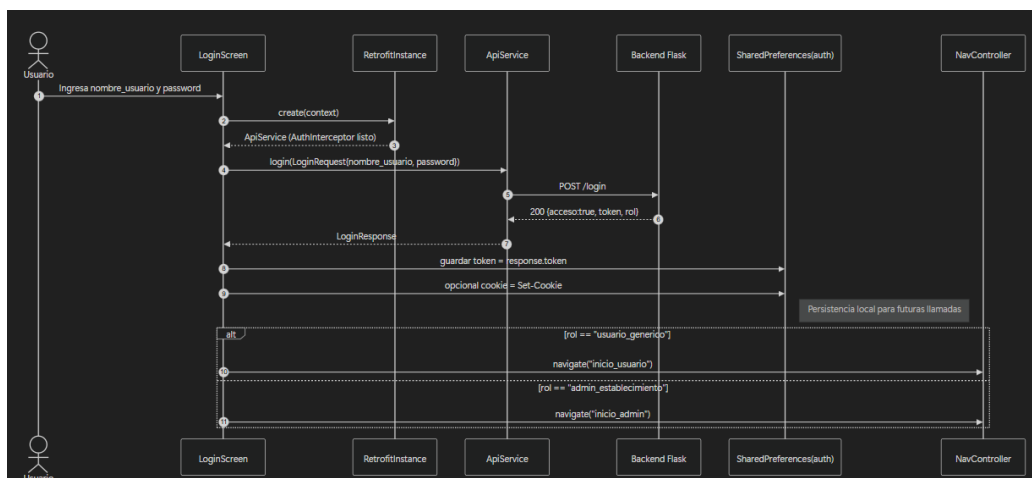 LoginScreen
RetrofitInstance
ApiService
Backend Flask
SharedPreferences(auth)
NavController
Usuario
1
Ingresa nombre_usuario y password
2
create(context)
ApiService (AuthInterceptor listo)
3
4
login(LoginRequest{nombre_usuario, password})
5
POST /login
200 {acceso:true, token, rol}
6
LoginResponse
7
8
guardar token = response.token
9
opcional cookie = Set-Cookie
Persistencia local para futuras llamadas
alt
[rol == "usuario_generico"]
10
navigate("inicio_usuario")
[rol == "admin_establecimiento"]
11
navigate("inicio_admin")
LoginScreen
RetrofitInstance
ApiService
Backend Flask
SharedPreferences(auth)
NavController
Usuario